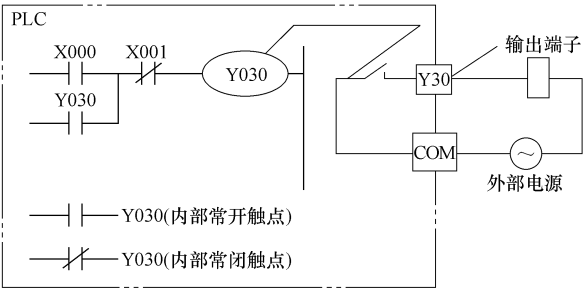 PLC
X000 X001
Y030
Y030
Y30
输出端子
COM
外部电源
Y030(内部常开触点)
Y030(内部常闭触点)